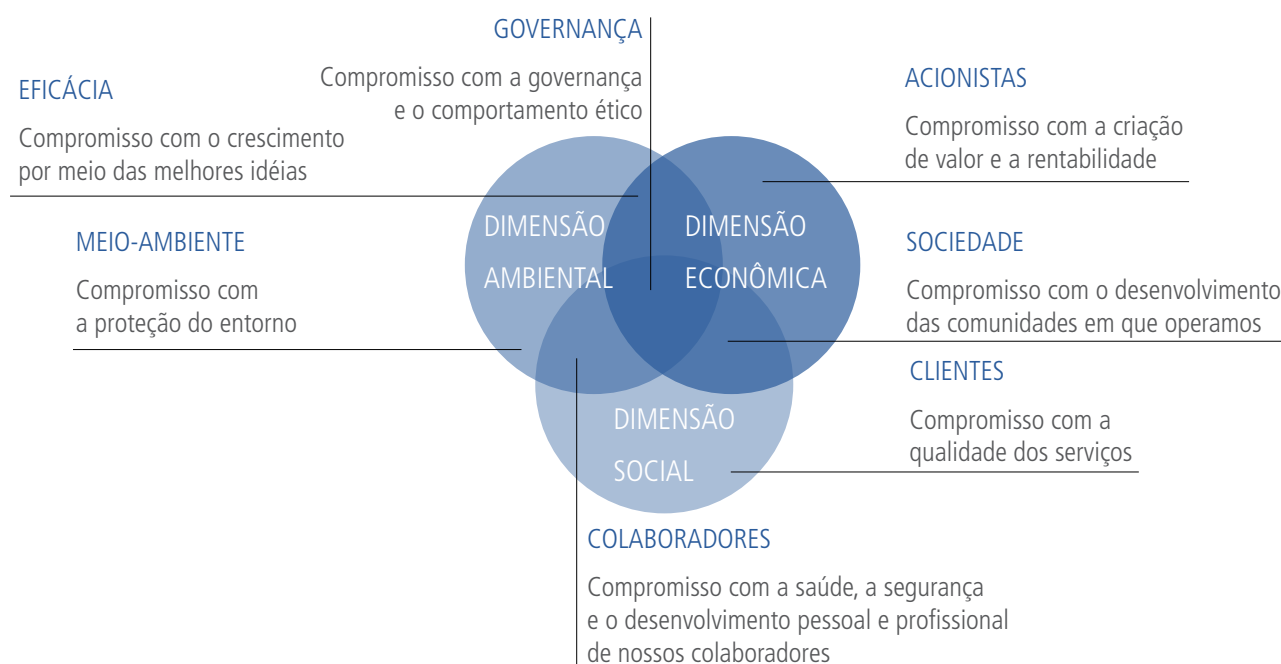 GOVERNANÇA
Compromisso com a governança
e o comportamento ético
EFICÁCIA
Compromisso com o crescimento
por meio das melhores idéias
ACIONISTAS
Compromisso com a criação
de valor e a rentabilidade
DIMENSÃO
AMBIENTAL
DIMENSÃO
ECONÔMICA
MEIO-AMBIENTE
Compromisso com
a proteção do entorno
SOCIEDADE
Compromisso com o desenvolvimento
das comunidades em que operamos
CLIENTES
Compromisso com a
qualidade dos serviços
DIMENSÃO
SOCIAL
COLABORADORES
Compromisso com a saúde, a segurança
e o desenvolvimento pessoal e profissional
de nossos colaboradores